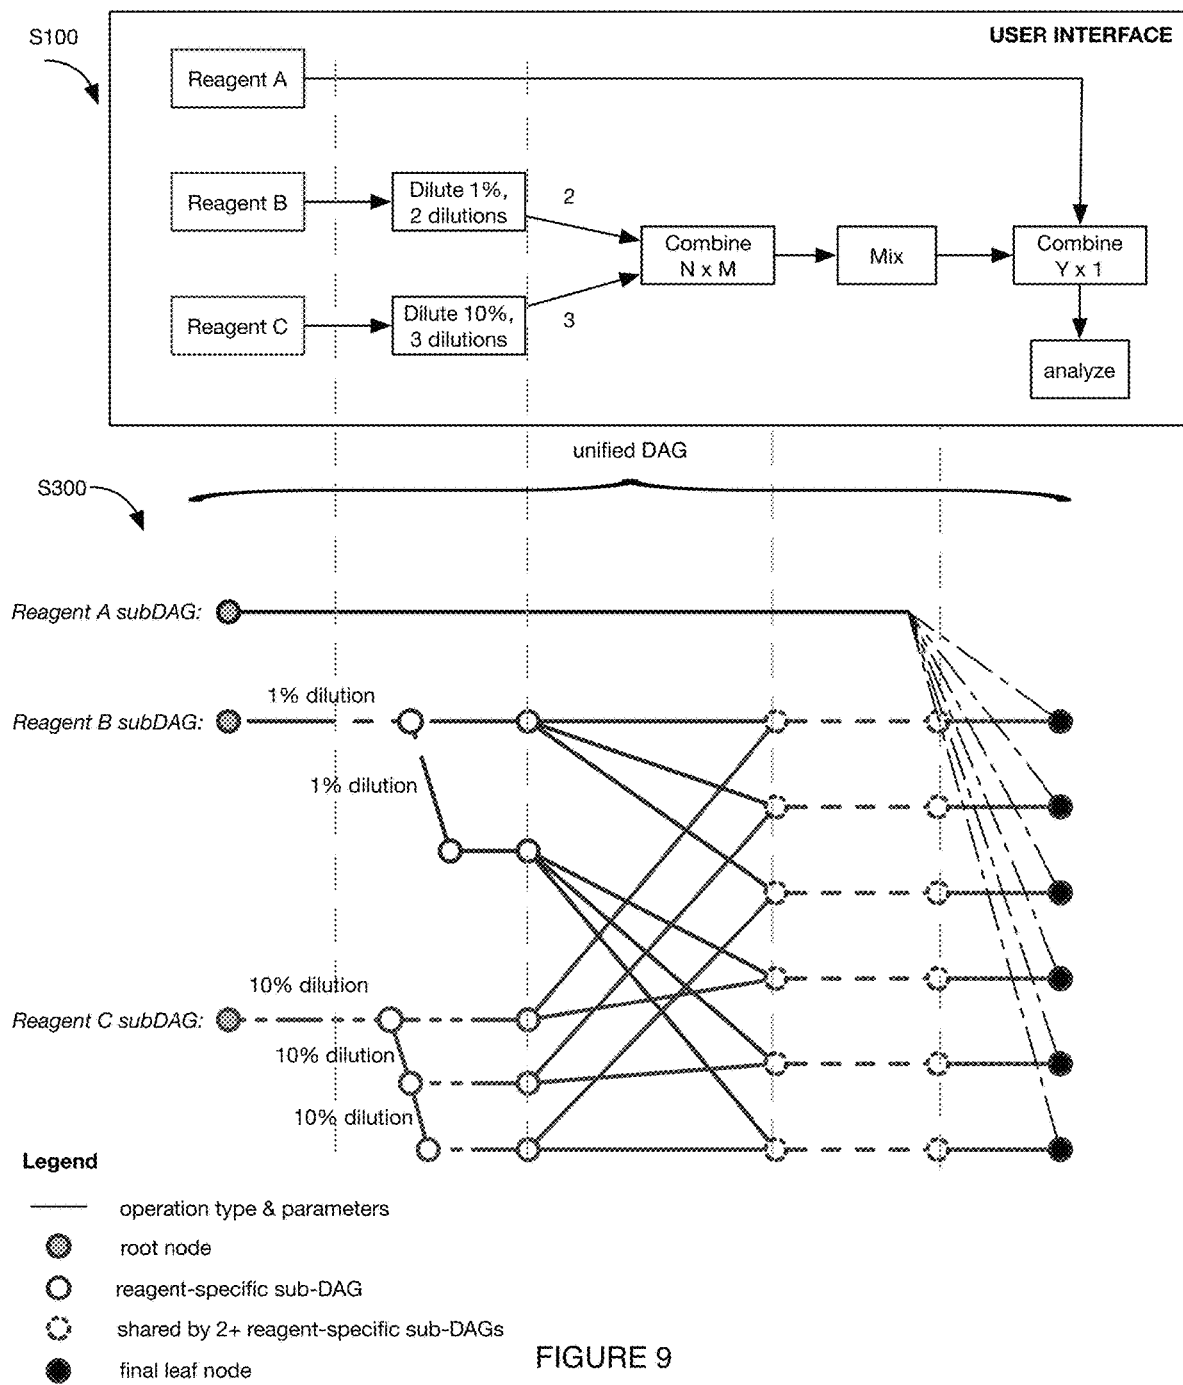 S100
USER INTERFACE
Reagent A
Reagent B
Dilute 1%,
2 dilutions
2
Combine
N x M
Mix
Combine
Y x 1
Reagent C
Dilute 10%,
3 dilutions
3
analyze
unified DAG
S300
Reagent A subDAG:
1% dilution
Reagent B subDAG:
1% dilution
10% dilution
Reagent C subDAG:
10% dilution
10% dilution
Legend
operation type & parameters
root node
reagent-specific sub-DAG
shared by 2+ reagent-specific sub-DAGs
final leaf node
FIGURE 9